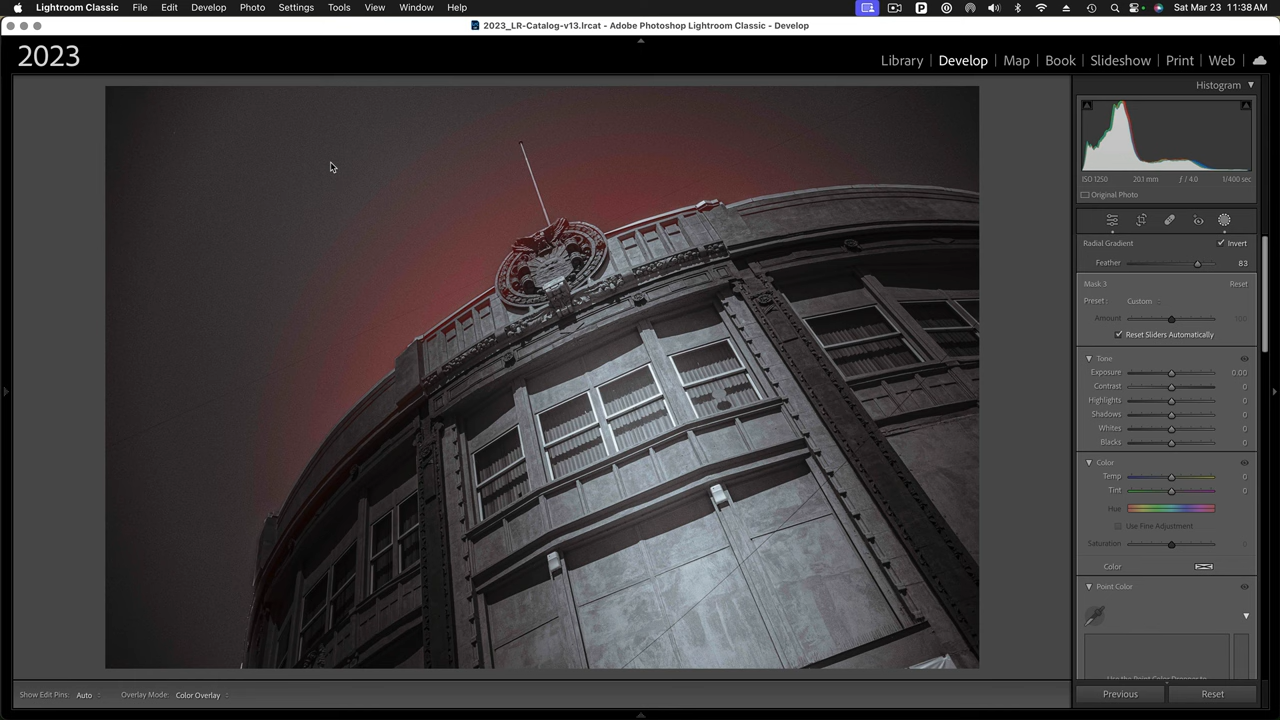 Lightroom Classic File Edit Develop Photo Settings Tools View Window Help Sat Mar 23 11:38 AM
2023_LR-Catalog-v13.lrcat - Adobe Photoshop Lightroom Classic - Develop
2023 Library | Develop | Map | Book | Slideshow | Print | Web
Histogram
ISO 1250 20.1 mm ƒ / 4.0 1/400 sec
Original Photo
Radial Gradient Invert
Feather 83
Mask 3 Reset
Preset : Custom
Amount 100
Reset Sliders Automatically
Tone
Exposure 0.00
Contrast 0
Highlights 0
Shadows 0
Whites 0
Blacks 0
Color
Temp 0
Tint 0
Hue
Use Fine Adjustment
Saturation
Color
Point Color
Show Edit Pins: Auto Overlay Mode: Color Overlay Previous Reset